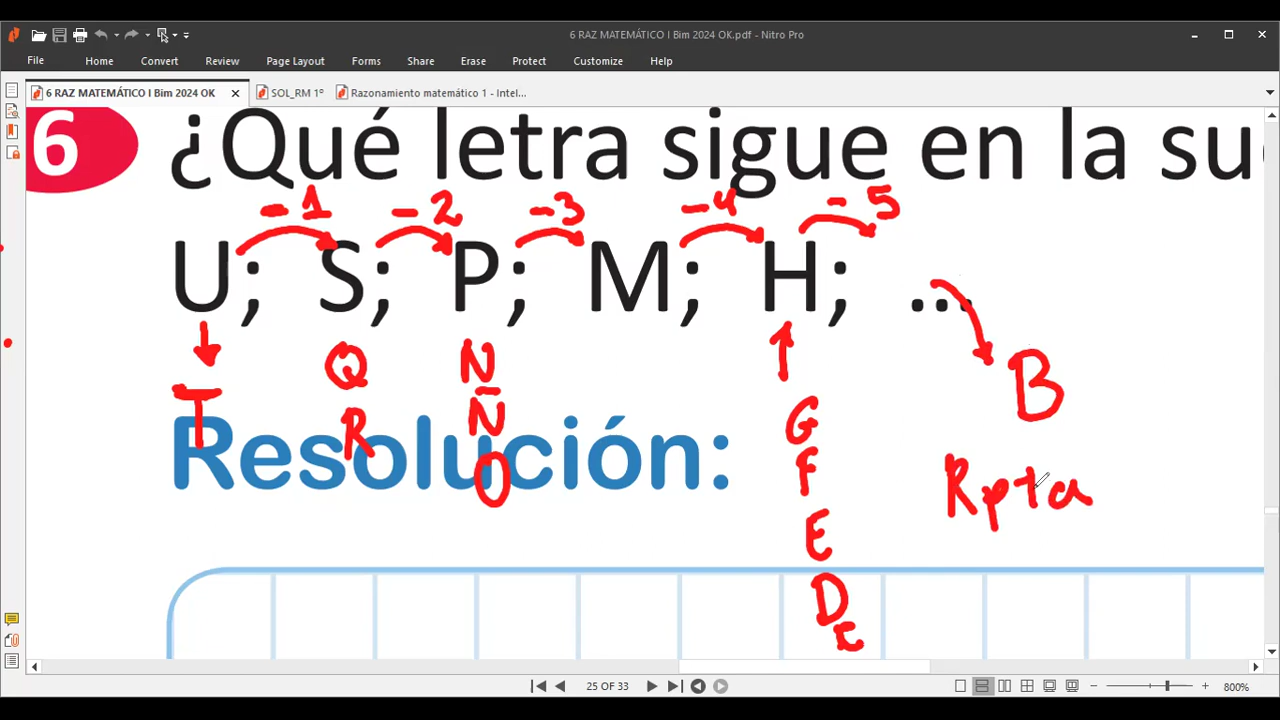 6 RAZ MATEMÁTICO I Bim 2024 OK.pdf - Nitro Pro
File Home Convert Review Page Layout Forms Share Erase Protect Customize Help
6 RAZ MATEMÁTICO I Bim 2024 OK SOL_RM 1º Razonamiento matemático 1 - Intel...
6 ¿Qué letra sigue en la su
-1 -2 -3 -4 -5
U; S; P; M; H; ...
T Q N B
R Ñ G
O F
Resolución:
Rpta
E
D
25 OF 33
800%